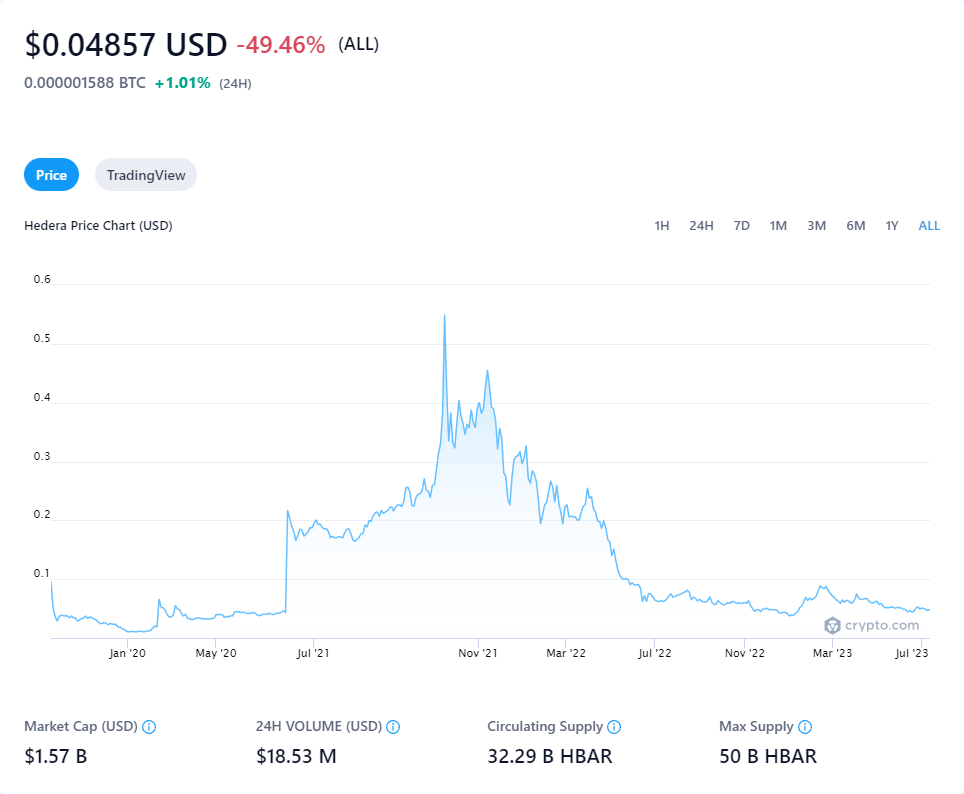 $0.04857 USD -49.46% (ALL)
0.000001588 BTC +1.01% (24H)
Price TradingView
Hedera Price Chart (USD) 1H 24H 7D 1M 3M 6M 1Y ALL
0.6
0.5
0.4
0.3
0.2
0.1
crypto.com
Jan '20 May '20 Jul '21 Nov '21 Mar '22 Jul '22 Nov '22 Mar '23 Jul '23
Market Cap (USD) 24H VOLUME (USD) Circulating Supply Max Supply
$1.57 B $18.53 M 32.29 B HBAR 50 B HBAR